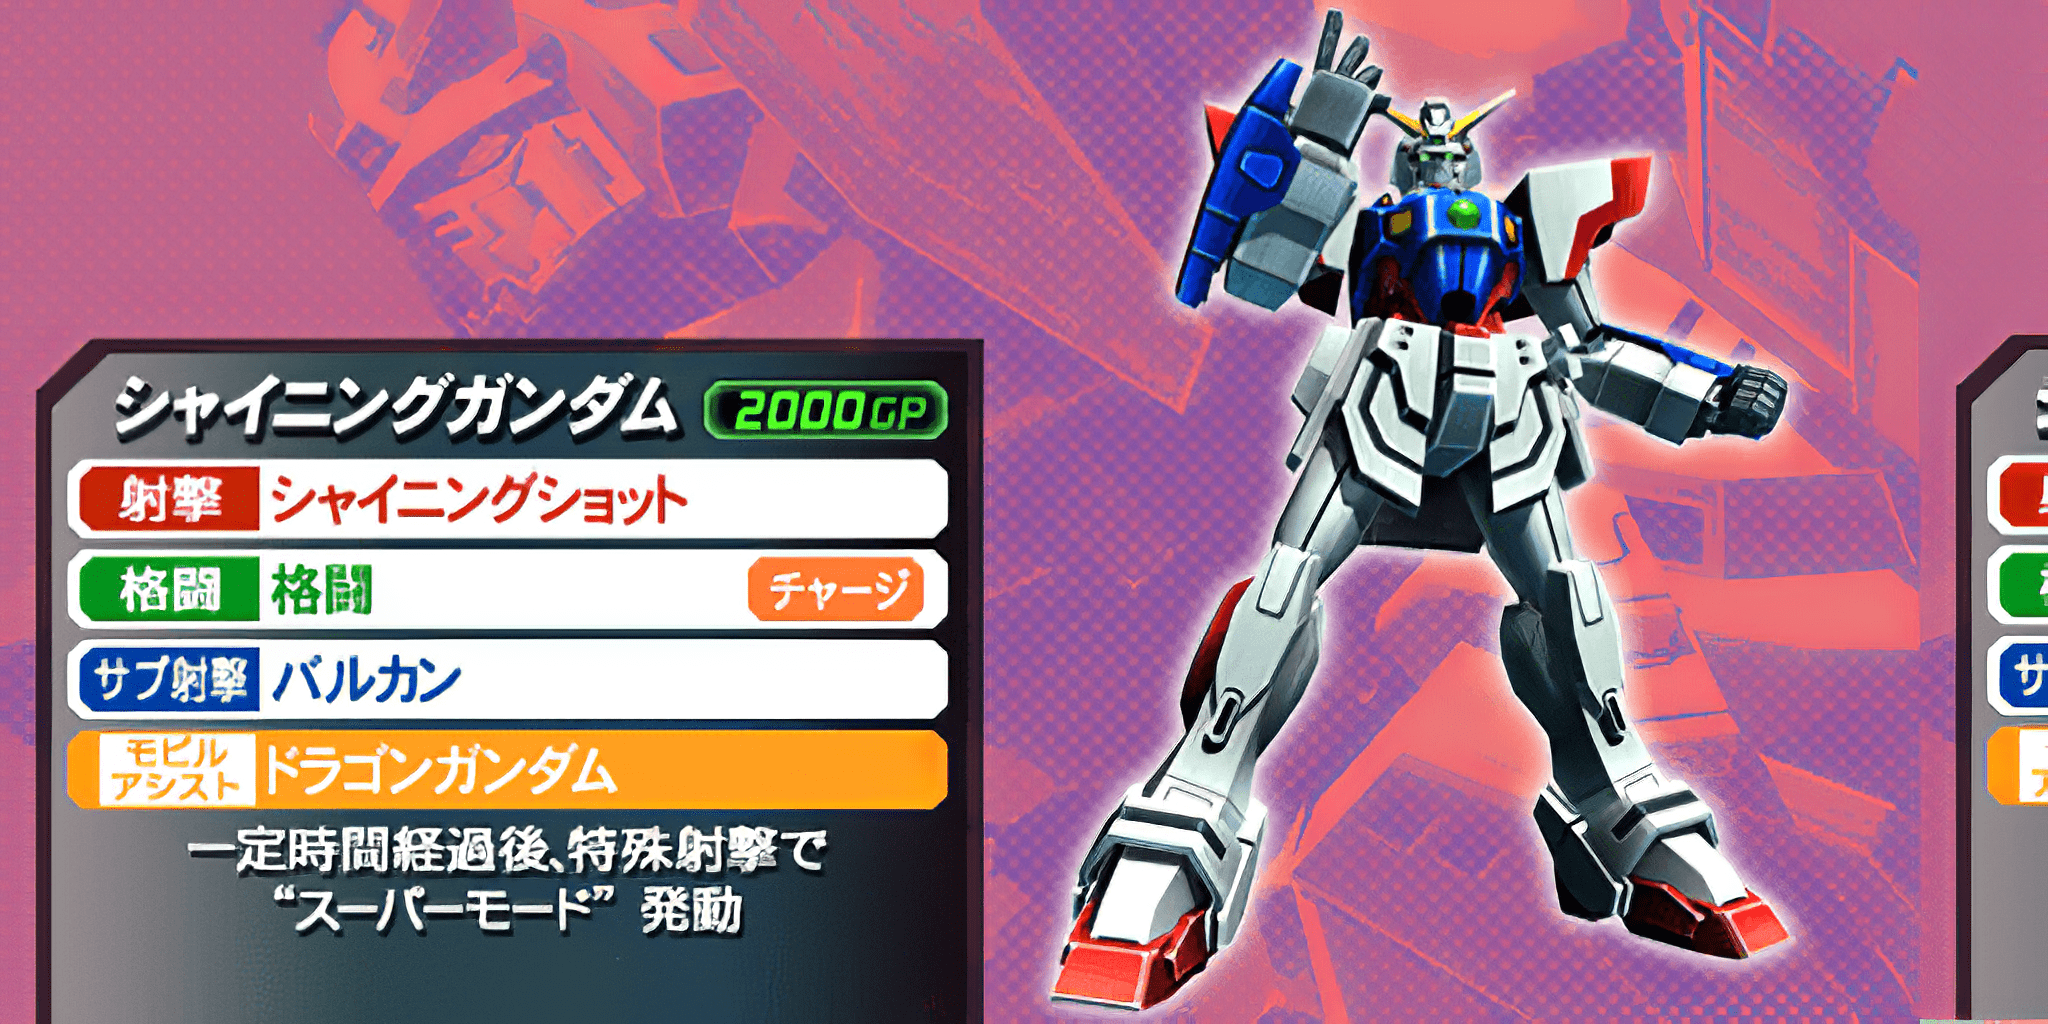 シャイニングガンダム 2000GP
射撃 シャイニングショット
格闘 格闘 チャージ
サブ射撃 バルカン
モビル
アシスト ドラゴンガンダム
一定時間経過後、特殊射撃で
“スーパーモード” 発動
サ